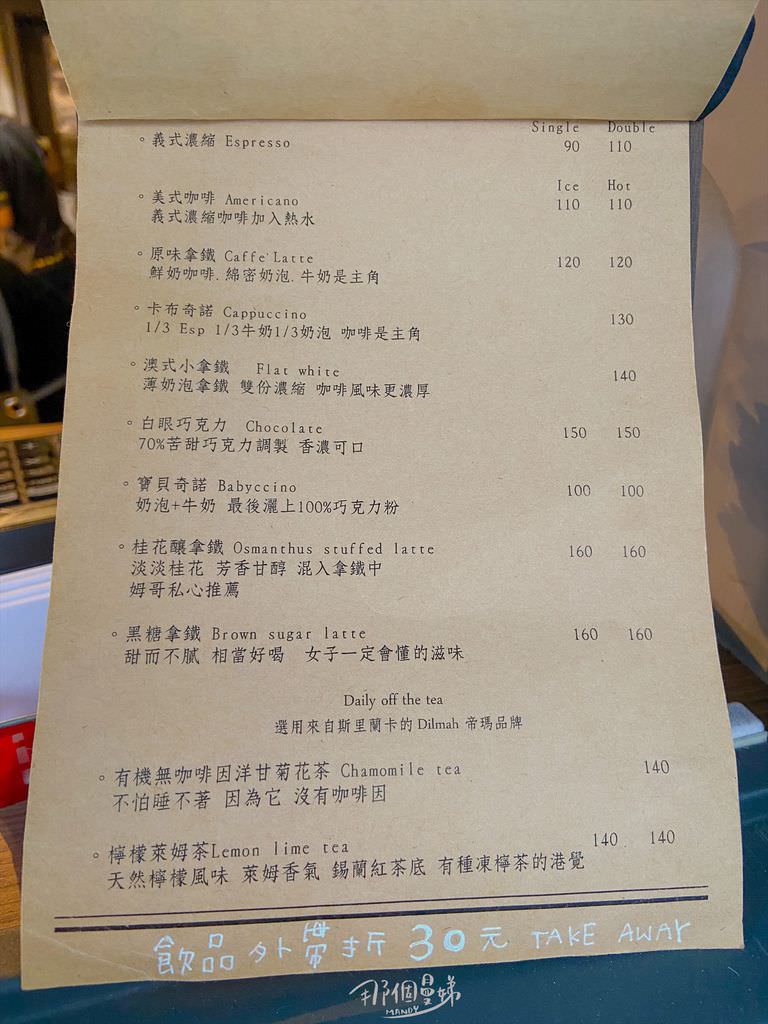 Single Double
。義式濃縮 Espresso 90 110
Ice Hot
。美式咖啡 Americano 110 110
義式濃縮咖啡加入熱水
。原味拿鐵 Caffe`Latte 120 120
鮮奶咖啡.綿密奶泡.牛奶是主角
。卡布奇諾 Cappuccino 130
1/3 Esp 1/3牛奶1/3奶泡 咖啡是主角
。澳式小拿鐵 Flat white 140
薄奶泡拿鐵 雙份濃縮 咖啡風味更濃厚
。白眼巧克力 Chocolate 150 150
70%苦甜巧克力調製 香濃可口
。寶貝奇諾 Babyccino 100 100
奶泡+牛奶 最後灑上100%巧克力粉
。桂花釀拿鐵 Osmanthus stuffed latte 160 160
淡淡桂花 芳香甘醇 混入拿鐵中
姆哥私心推薦
。黑糖拿鐵 Brown sugar latte 160 160
甜而不膩 相當好喝 女子一定會懂的滋味
Daily off the tea
選用來自斯里蘭卡的 Dilmah 帝瑪品牌
。有機無咖啡因洋甘菊花茶 Chamomile tea 140
不怕睡不著 因為它 沒有咖啡因
。檸檬萊姆茶Lemon lime tea 140 140
天然檸檬風味 萊姆香氣 錫蘭紅茶底 有種凍檸茶的港覺
飲品外帶折 30元 TAKE AWAY
那個曼娣
MANDY